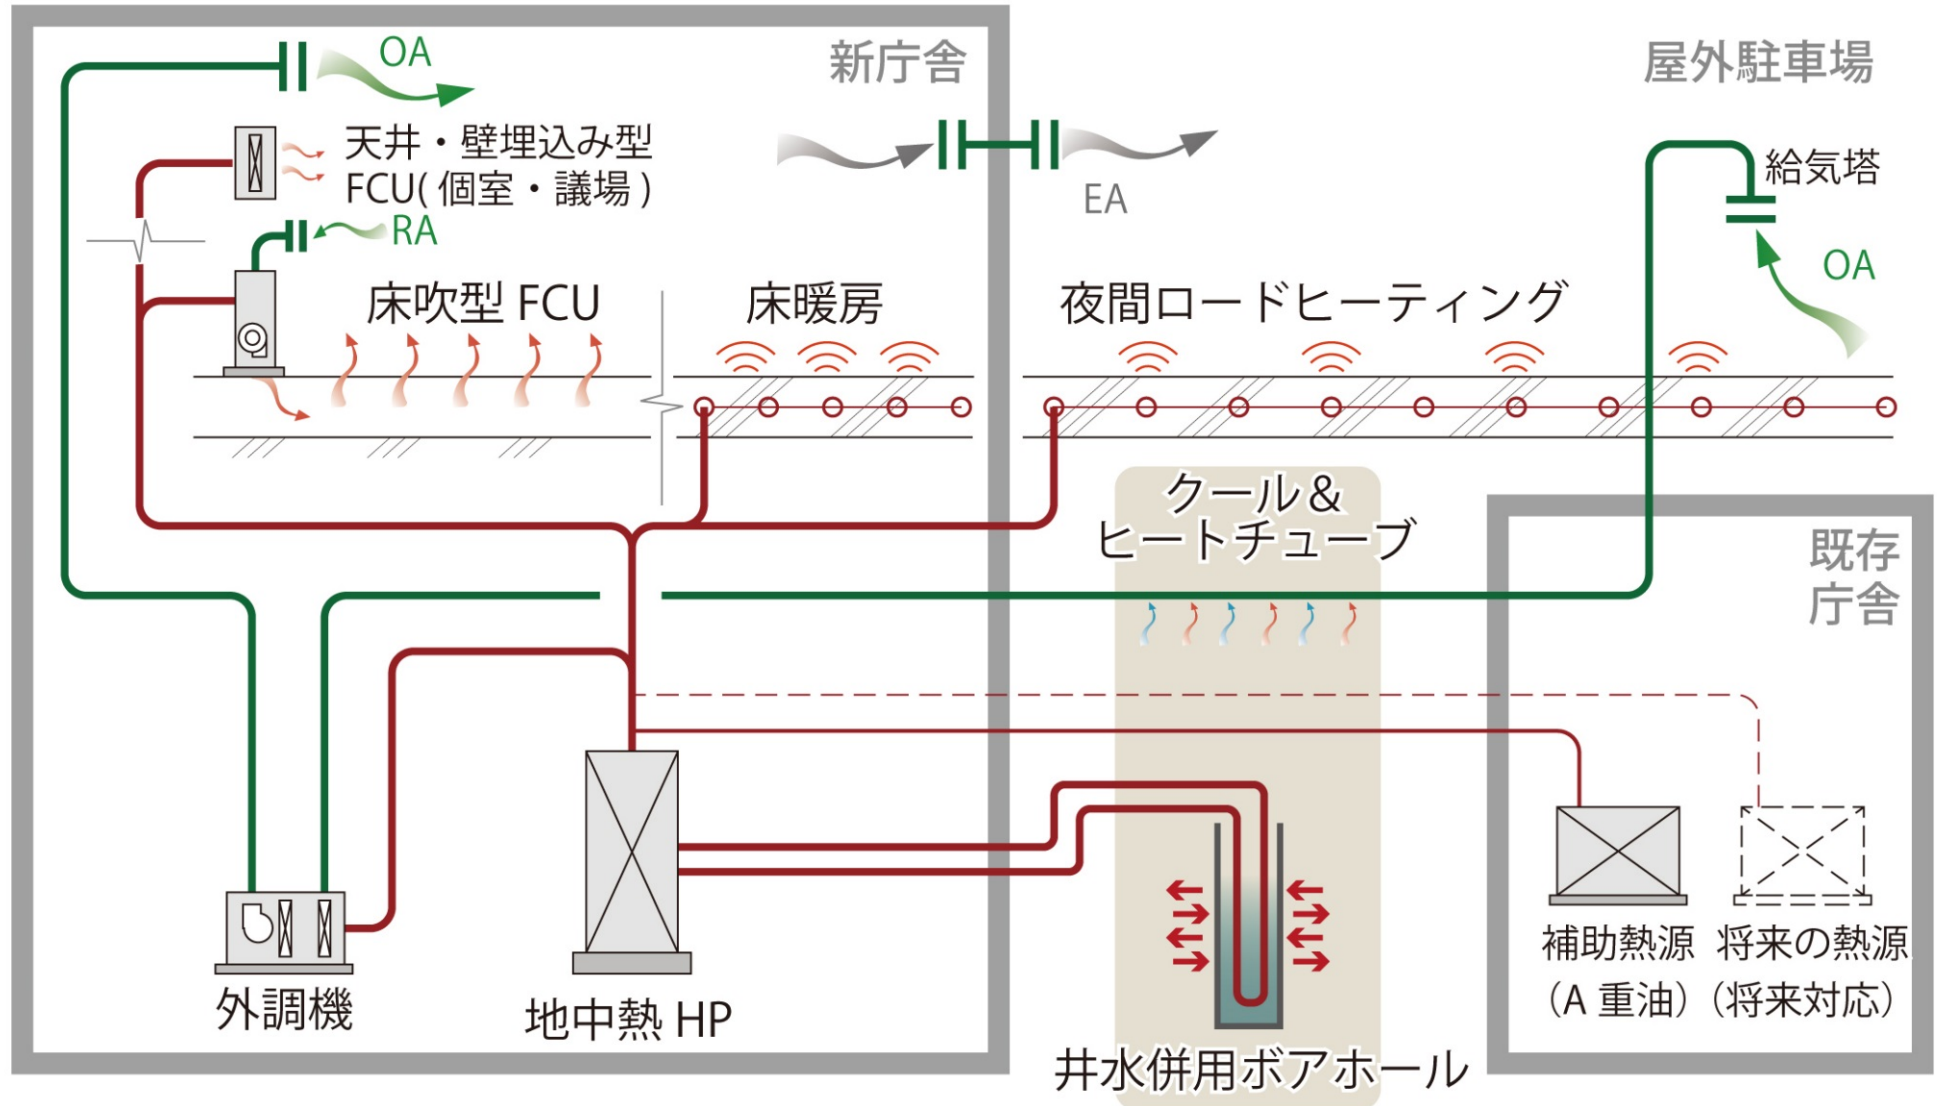 OA
新庁舎
屋外駐車場
天井・壁埋込み型
FCU(個室・議場)
RA
EA
給気塔
OA
床吹型 FCU
床暖房
夜間ロードヒーティング
クール&
ヒートチューブ
既存
庁舎
外調機
地中熱 HP
井水併用ボアホール
補助熱源
（A 重油）
将来の熱源
（将来対応）